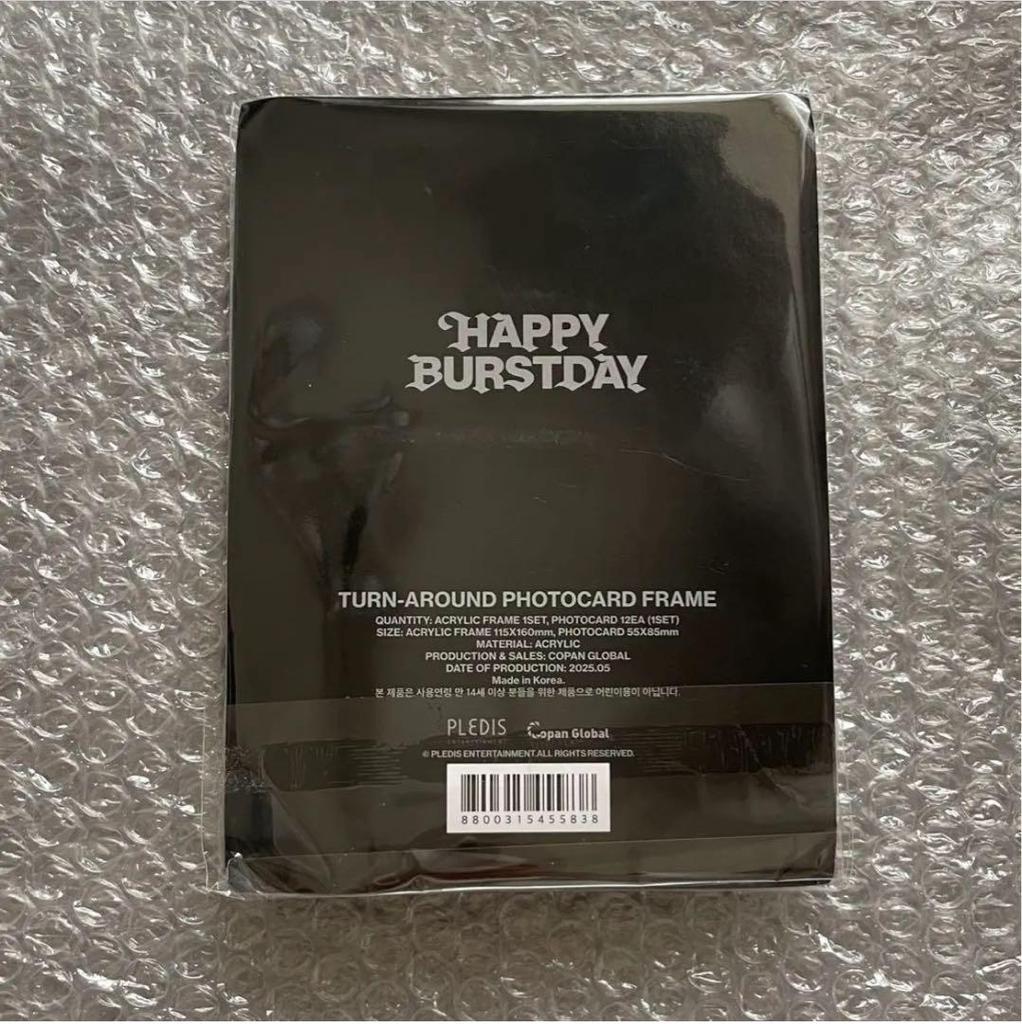 HAPPY
BURSTDAY
TURN-AROUND PHOTOCARD FRAME
QUANTITY: ACRYLIC FRAME 1SET, PHOTOCARD 12EA (1SET)
SIZE: ACRYLIC FRAME 115X160mm, PHOTOCARD 55X85mm
MATERIAL: ACRYLIC
PRODUCTION & SALES: COPAN GLOBAL
DATE OF PRODUCTION: 2025.05
Made in Korea.
본 제품은 사용연령 만 14세 이상 분들을 위한 제품으로 어린이용이 아닙니다.
PLEDIS Copan Global
ENTERTAINMENT
© PLEDIS ENTERTAINMENT.ALL RIGHTS RESERVED.
8800315455838